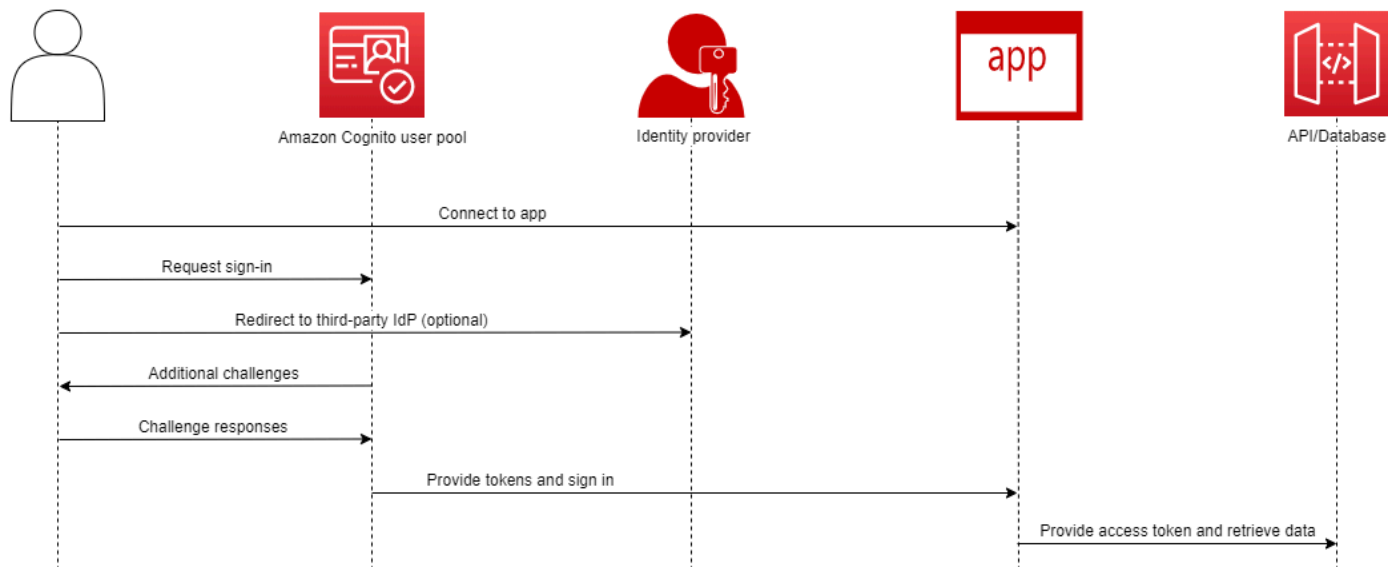 app
Amazon Cognito user pool
Identity provider
API/Database
</>
Connect to app
Request sign-in
Redirect to third-party IdP (optional)
Additional challenges
Challenge responses
Provide tokens and sign in
Provide access token and retrieve data